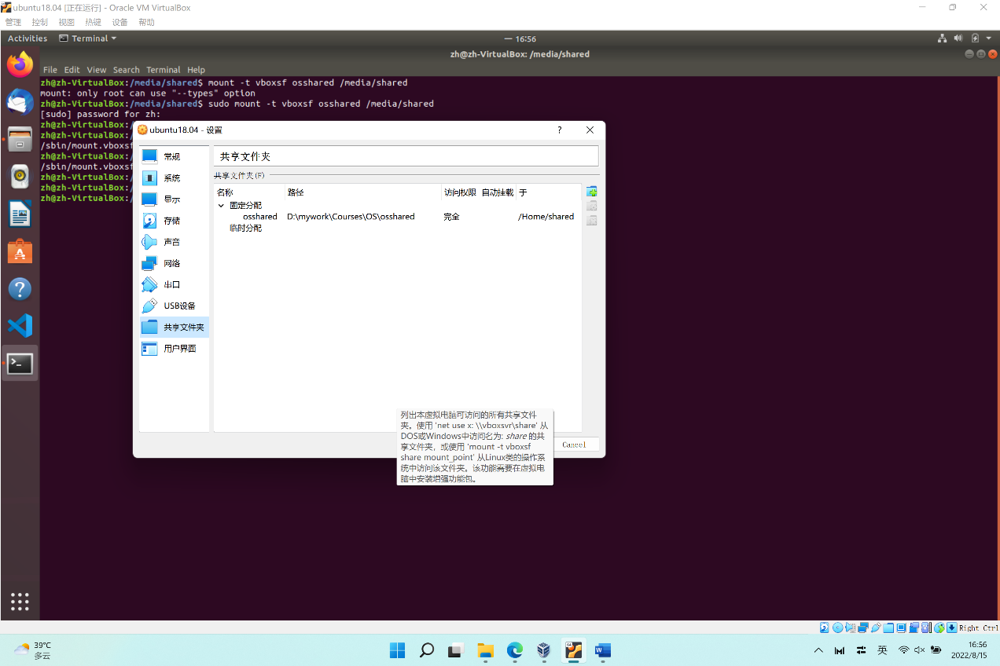 ubuntu18.04 [正在运行] - Oracle VM VirtualBox
管理 控制 视图 热键 设备 帮助
Activities Terminal — 16:56
zh@zh-VirtualBox: /media/shared
File Edit View Search Terminal Help
zh@zh-VirtualBox:/media/shared$ mount -t vboxsf osshared /media/shared
mount: only root can use "--types" option
zh@zh-VirtualBox:/media/shared$ sudo mount -t vboxsf osshared /media/shared
[sudo] password for zh:
zh@zh-VirtualBox:/
zh@zh-VirtualBox:/
/sbin/mount.vboxsf
zh@zh-VirtualBox:/
/sbin/mount.vboxsf
zh@zh-VirtualBox:/
zh@zh-VirtualBox:/
zh@zh-VirtualBox:/
ubuntu18.04 - 设置 ?
常规
系统
显示
存储
声音
网络
串口
USB设备
共享文件夹
用户界面
共享文件夹
共享文件夹(F)
名称 路径 访问权限 自动挂载 于
固定分配
osshared D:\mywork\Courses\OS\osshared 完全 /Home/shared
临时分配
列出本虚拟电脑可访问的所有共享文件
夹。使用 'net use x: \\vboxsvr\share' 从
DOS或Windows中访问名为: share 的共
享文件夹，或使用 'mount -t vboxsf
share mount_point' 从Linux类的操作系
统中访问该文件夹。该功能需要在虚拟电
脑中安装增强功能包。
Cancel
Right Ctrl
39°C
多云
英
16:56
2022/8/15